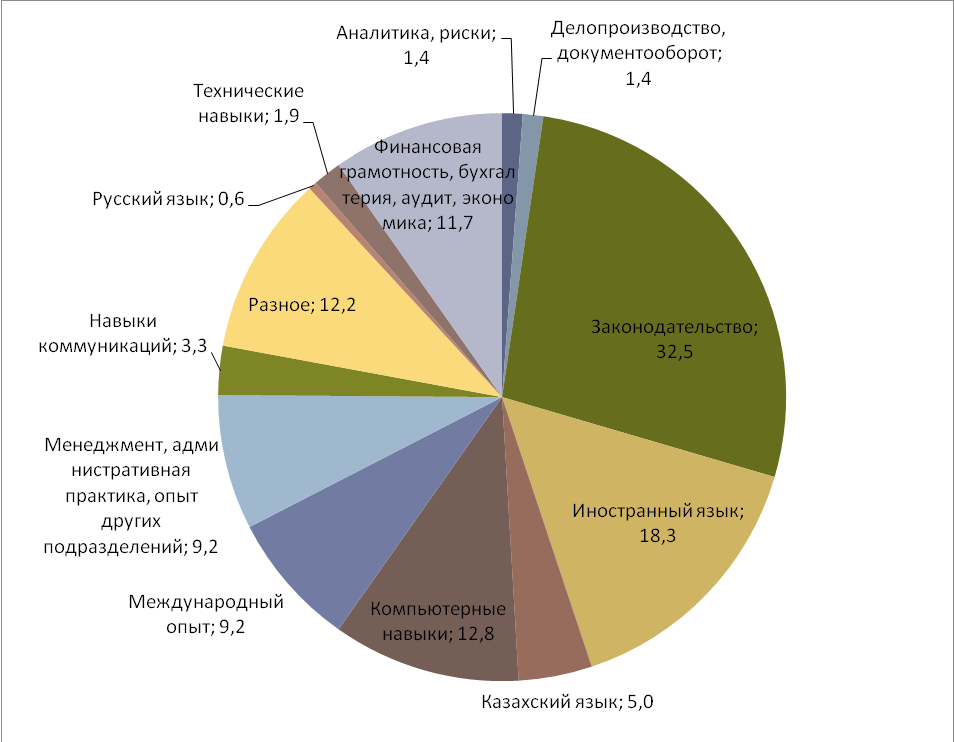 Аналитика, риски;
1,4
Делопроизводство,
документооборот;
1,4
Законодательство;
32,5
Иностранный язык;
18,3
Казахский язык; 5,0
Компьютерные
навыки; 12,8
Международный
опыт; 9,2
Менеджмент, адми
нистративная
практика, опыт
других
подразделений; 9,2
Навыки
коммуникаций; 3,3
Разное; 12,2
Русский язык; 0,6
Технические
навыки; 1,9
Финансовая
грамотность, бухгал
терия, аудит, эконо
мика; 11,7